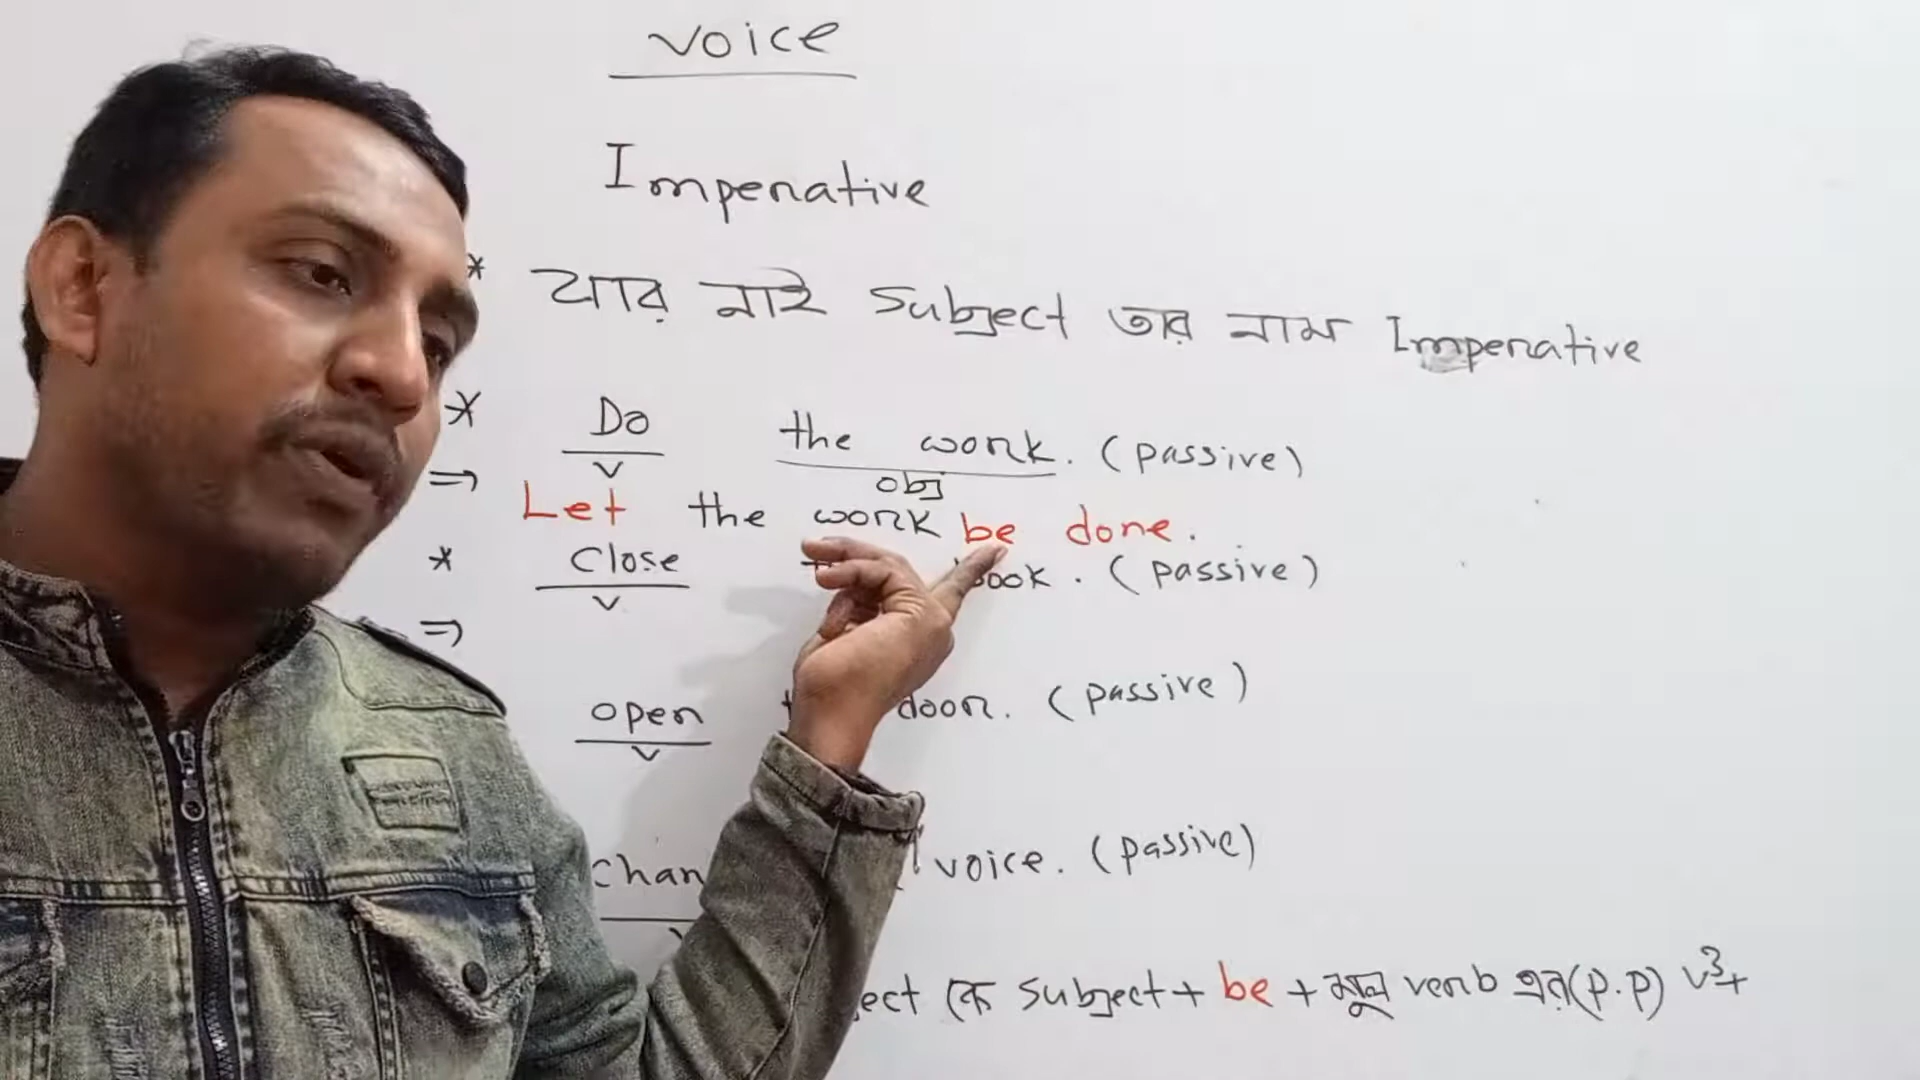 voice
Imperative
* যার নাই Subject তার নাম Imperative
* Do the work. (passive)
v obj
⇒ Let the work be done.
* Close book. (passive)
v
⇒
open door. (passive)
v
voice. (passive)
কে subject + be + মূল verb এর (p.p) v3+